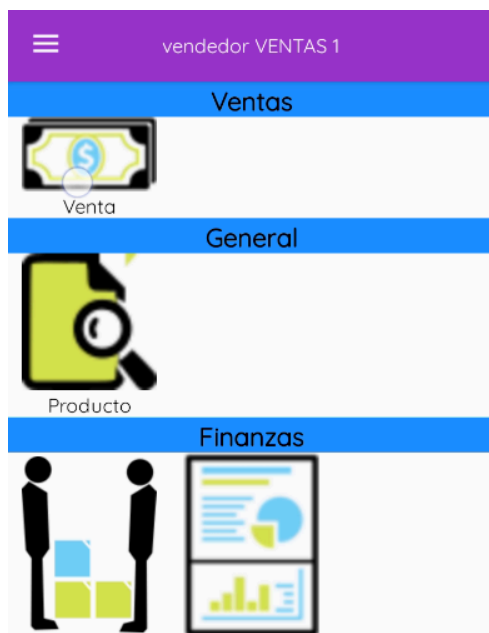 vendedor VENTAS 1
Ventas
$
Venta
General
Producto
Finanzas